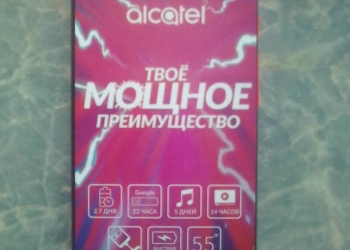 alcatel
ТВОЁ
МОЩНОЕ
ПРЕИМУЩЕСТВО
Google
2.7 ДНЯ 22 ЧАСА 5 ДНЕЙ 14 ЧАСОВ
5.5"